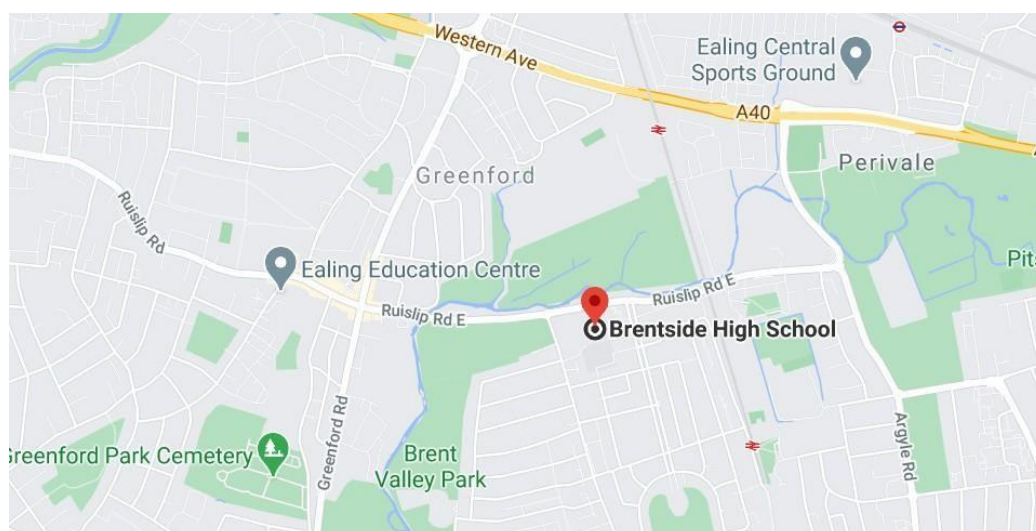 Western Ave
Ealing Central
Sports Ground
A40
Greenford
Perivale
Ruislip Rd
Ealing Education Centre
Ruislip Rd E
Ruislip Rd E
Pits
Brentside High School
Greenford Rd
Argyle Rd
Greenford Park Cemetery
Brent
Valley Park